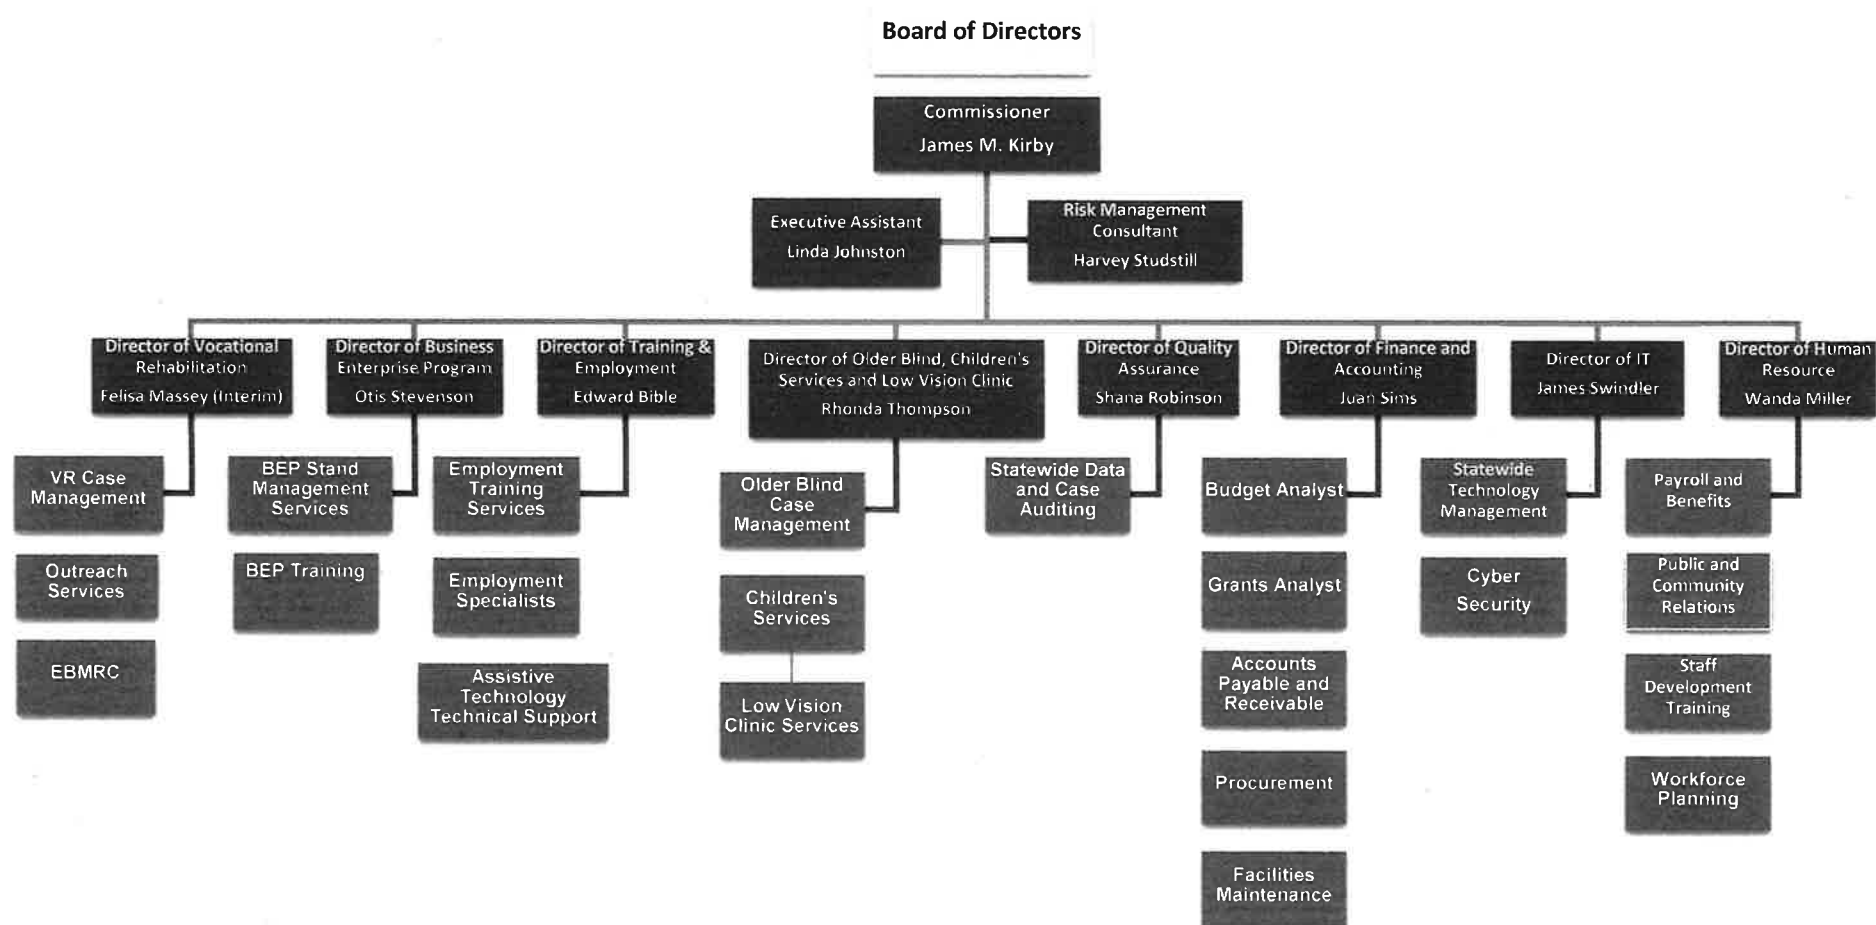 Board of Directors
Commissioner
James M. Kirby
Executive Assistant
Linda Johnston
Risk Management
Consultant
Harvey Studstill
Director of Vocational
Rehabilitation
Felisa Massey (Interim)
Director of Business
Enterprise Program
Otis Stevenson
Director of Training &
Employment
Edward Bible
Director of Older Blind, Children's
Services and Low Vision Clinic
Rhonda Thompson
Director of Quality
Assurance
Shana Robinson
Director of Finance and
Accounting
Juan Sims
Director of IT
James Swindler
Director of Human
Resource
Wanda Miller
VR Case
Management
Outreach
Services
EBMRC
BEP Stand
Management
Services
BEP Training
Employment
Training
Services
Employment
Specialists
Assistive
Technology
Technical Support
Older Blind
Case
Management
Children's
Services
Low Vision
Clinic Services
Statewide Data
and Case
Auditing
Budget Analyst
Grants Analyst
Accounts
Payable and
Receivable
Procurement
Facilities
Maintenance
Statewide
Technology
Management
Cyber
Security
Payroll and
Benefits
Public and
Community
Relations
Staff
Development
Training
Workforce
Planning